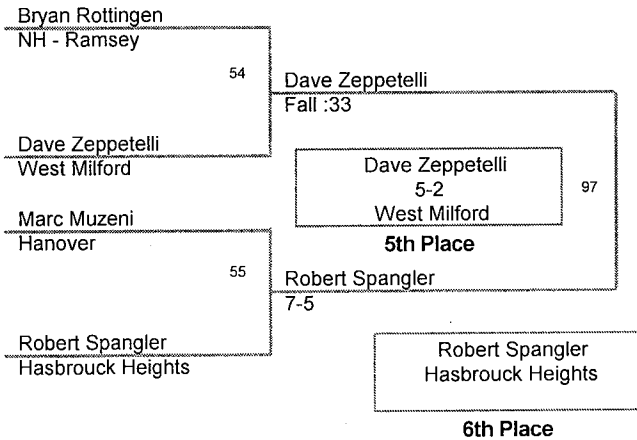 Bryan Rottingen
NH - Ramsey
54
Dave Zeppetelli
Fall :33
Dave Zeppetelli
West Milford
Dave Zeppetelli
5-2
West Milford
97
5th Place
Marc Muzeni
Hanover
55
Robert Spangler
7-5
Robert Spangler
Hasbrouck Heights
Robert Spangler
Hasbrouck Heights
6th Place